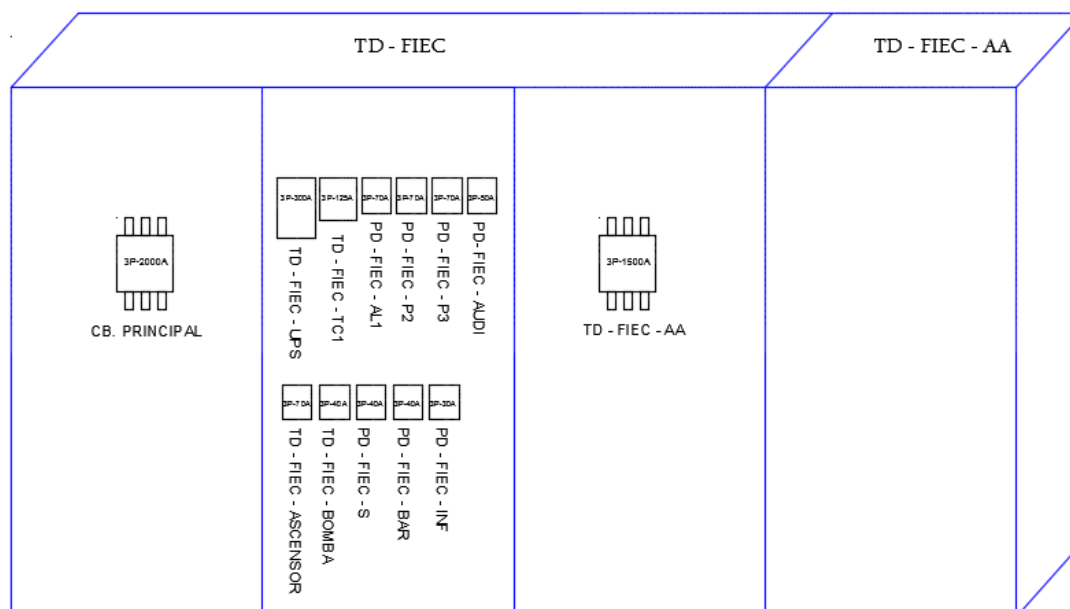 TD - FIEC
TD - FIEC - AA
3P-2000A
CB. PRINCIPAL
3P-300A
3P-125A
3P-70A
3P-70A
3P-70A
3P-50A
TD - FIEC - UPS
TD - FIEC - TC1
PD - FIEC - AL1
PD - FIEC - P2
PD - FIEC - P3
PD- FIEC - AUDI
3P-70A
3P-40A
3P-40A
3P-40A
3P-30A
TD - FIEC - ASCENSOR
TD - FIEC - BOMBA
PD - FIEC - S
PD - FIEC - BAR
PD - FIEC - INF
3P-1500A
TD - FIEC - AA